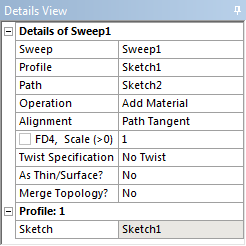 Details View
Details of Sweep1
Sweep Sweep1
Profile Sketch1
Path Sketch2
Operation Add Material
Alignment Path Tangent
FD4, Scale (>0) 1
Twist Specification No Twist
As Thin/Surface? No
Merge Topology? No
Profile: 1
Sketch Sketch1